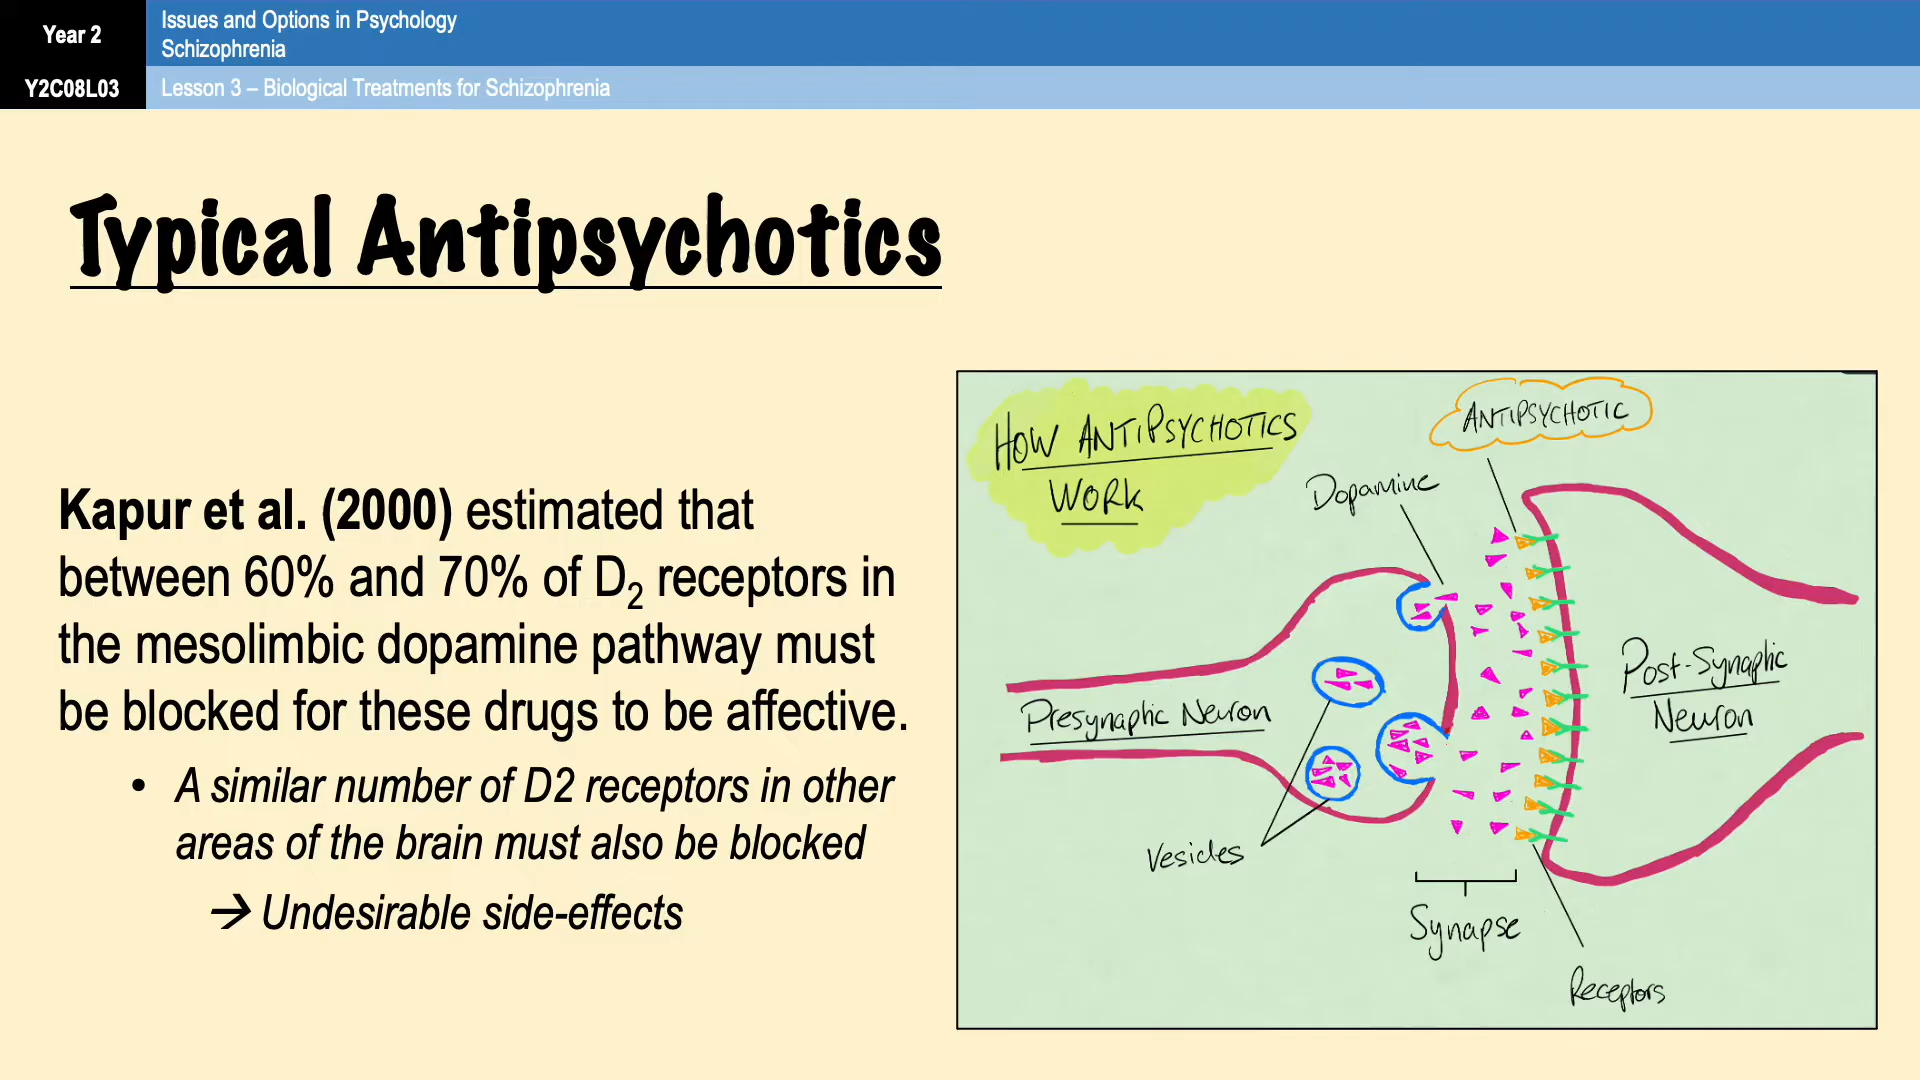 Year 2
Issues and Options in Psychology
Schizophrenia
Y2C08L03
Lesson 3 – Biological Treatments for Schizophrenia
Typical Antipsychotics
Kapur et al. (2000) estimated that
between 60% and 70% of D₂ receptors in
the mesolimbic dopamine pathway must
be blocked for these drugs to be affective.
• A similar number of D2 receptors in other
areas of the brain must also be blocked
→ Undesirable side-effects
HOW ANTIPSYCHOTICS
WORK
ANTIPSYCHOTIC
Dopamine
Presynaptic Neuron
Post-Synaptic
Neuron
Vesicles
Synapse
Receptors